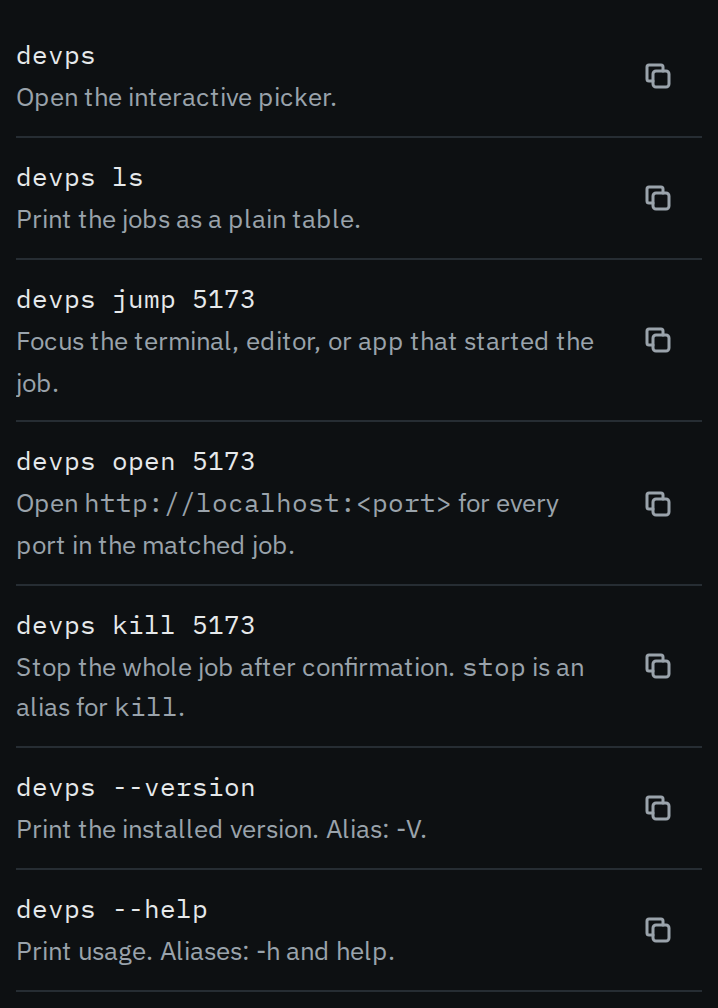 devps
Open the interactive picker.
devps ls
Print the jobs as a plain table.
devps jump 5173
Focus the terminal, editor, or app that started the
job.
devps open 5173
Open http://localhost:<port> for every
port in the matched job.
devps kill 5173
Stop the whole job after confirmation. stop is an
alias for kill.
devps --version
Print the installed version. Alias: -V.
devps --help
Print usage. Aliases: -h and help.